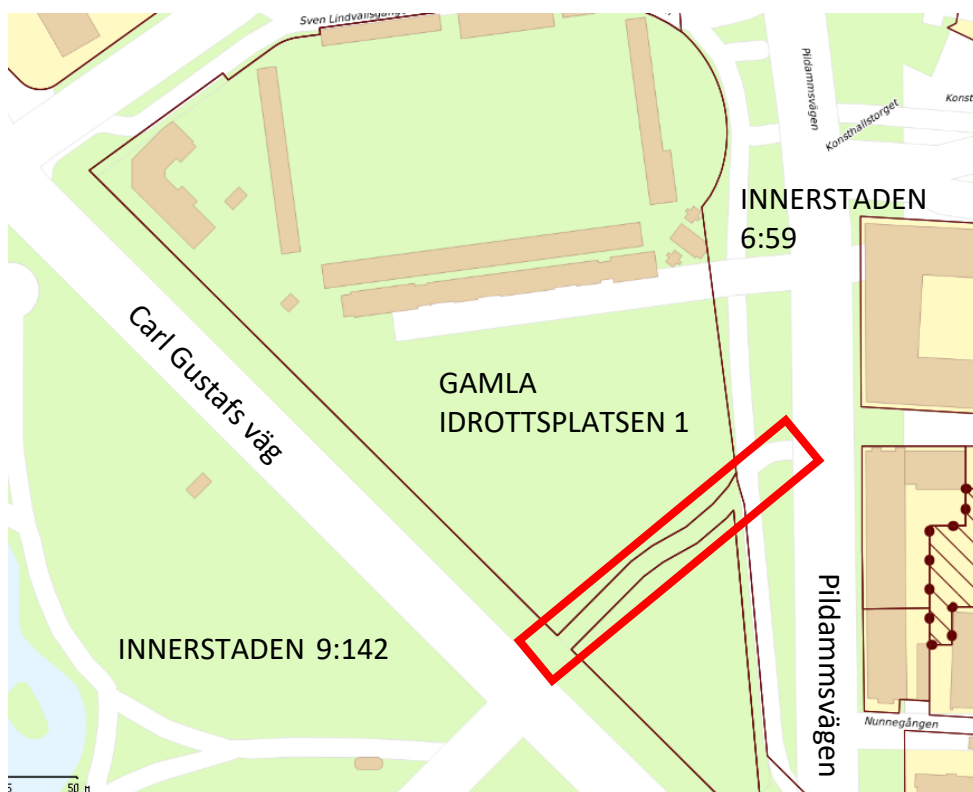 Sven Lindvallsgången
Pildammsvägen
Konsthallstorget
INNERSTADEN
6:59
Carl Gustafs väg
GAMLA
IDROTTSPLATSEN 1
INNERSTADEN 9:142
Pildammsvägen
Nunnegången
50 M